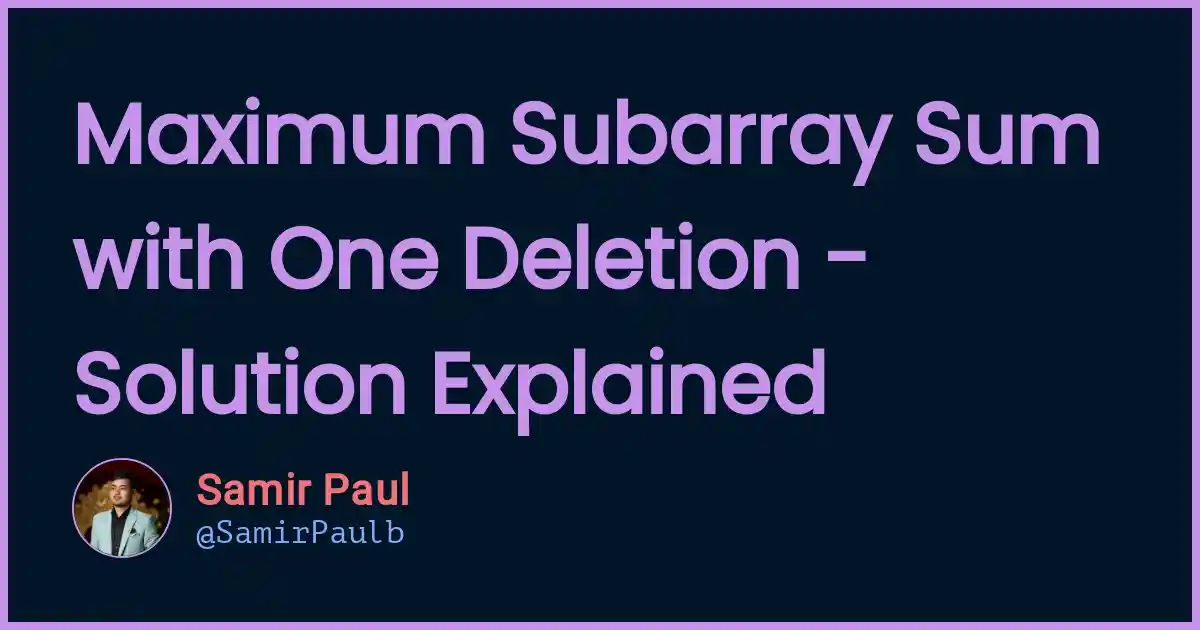 Maximum Subarray Sum
with One Deletion -
Solution Explained
Samir Paul
@SamirPaulb